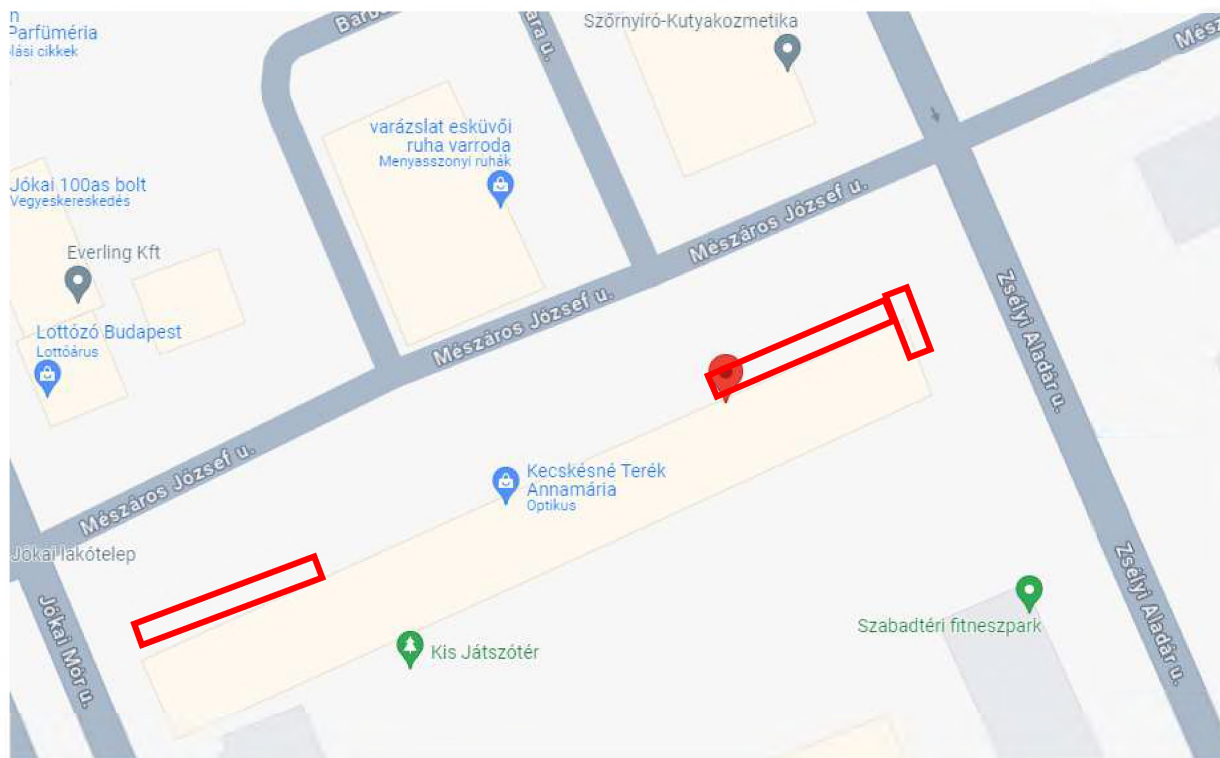 Parfüméria
Barb
ara u.
Szőrnyíró-Kutyakozmetika
varázslat esküvői
ruha varroda
Menyasszonyi ruhák
Jókai 100as bolt
Vegyeskereskedés
Everling Kft
Lottózó Budapest
Lottóárus
Mészáros József u.
Mészáros József u.
Mészáros József u.
Zsélyi Aladár u.
Kecskésné Terék
Annamária
Optikus
Jókai lakótelep
Jókai Mór u.
Kis Játszótér
Szabadtéri fitneszpark
Zsélyi Aladár u.